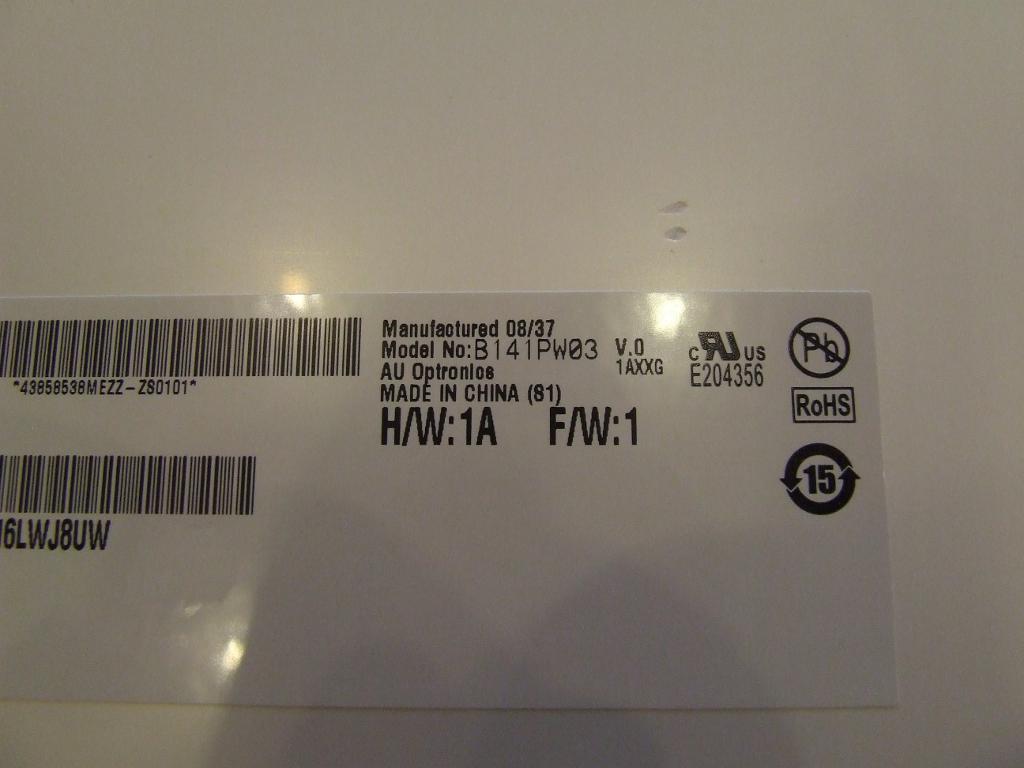 Manufactured 08/37
Model No:B141PW03 V.0
AU Optronics 1AXXG
MADE IN CHINA (S1)
H/W:1A F/W:1
*43858538MEZZ-ZS0101*
6LWJ8UW
c RU US
E204356
Pb
RoHS
15